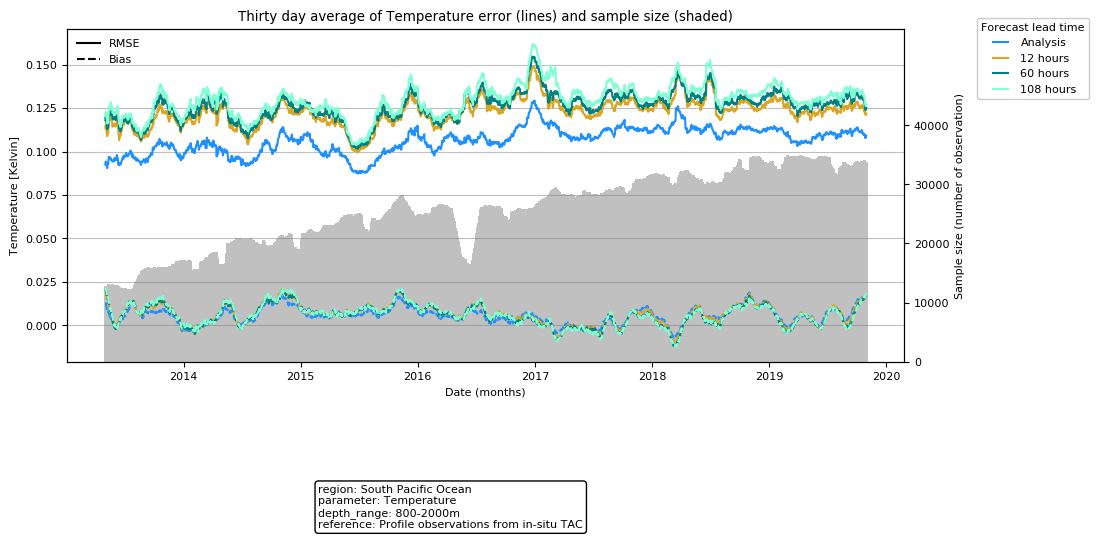 Thirty day average of Temperature error (lines) and sample size (shaded)
Forecast lead time
Analysis
12 hours
60 hours
108 hours
RMSE
Bias
0.150
0.125
0.100
0.075
0.050
0.025
0.000
Temperature [Kelvin]
40000
30000
20000
10000
0
Sample size (number of observation)
2014
2015
2016
2017
2018
2019
2020
Date (months)
region: South Pacific Ocean
parameter: Temperature
depth_range: 800-2000m
reference: Profile observations from in-situ TAC